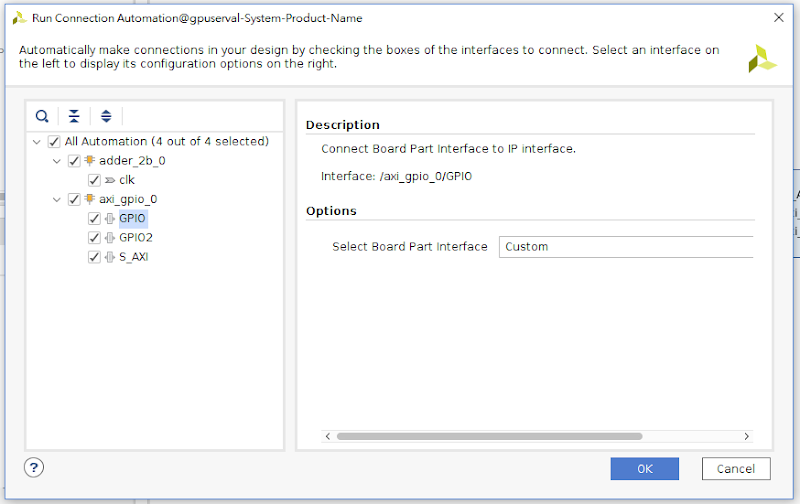 Run Connection Automation@gpuserval-System-Product-Name
Automatically make connections in your design by checking the boxes of the interfaces to connect. Select an interface on
the left to display its configuration options on the right.
All Automation (4 out of 4 selected)
adder_2b_0
clk
axi_gpio_0
GPIO
GPIO2
S_AXI
Description
Connect Board Part Interface to IP interface.
Interface: /axi_gpio_0/GPIO
Options
Select Board Part Interface
Custom
?
OK
Cancel